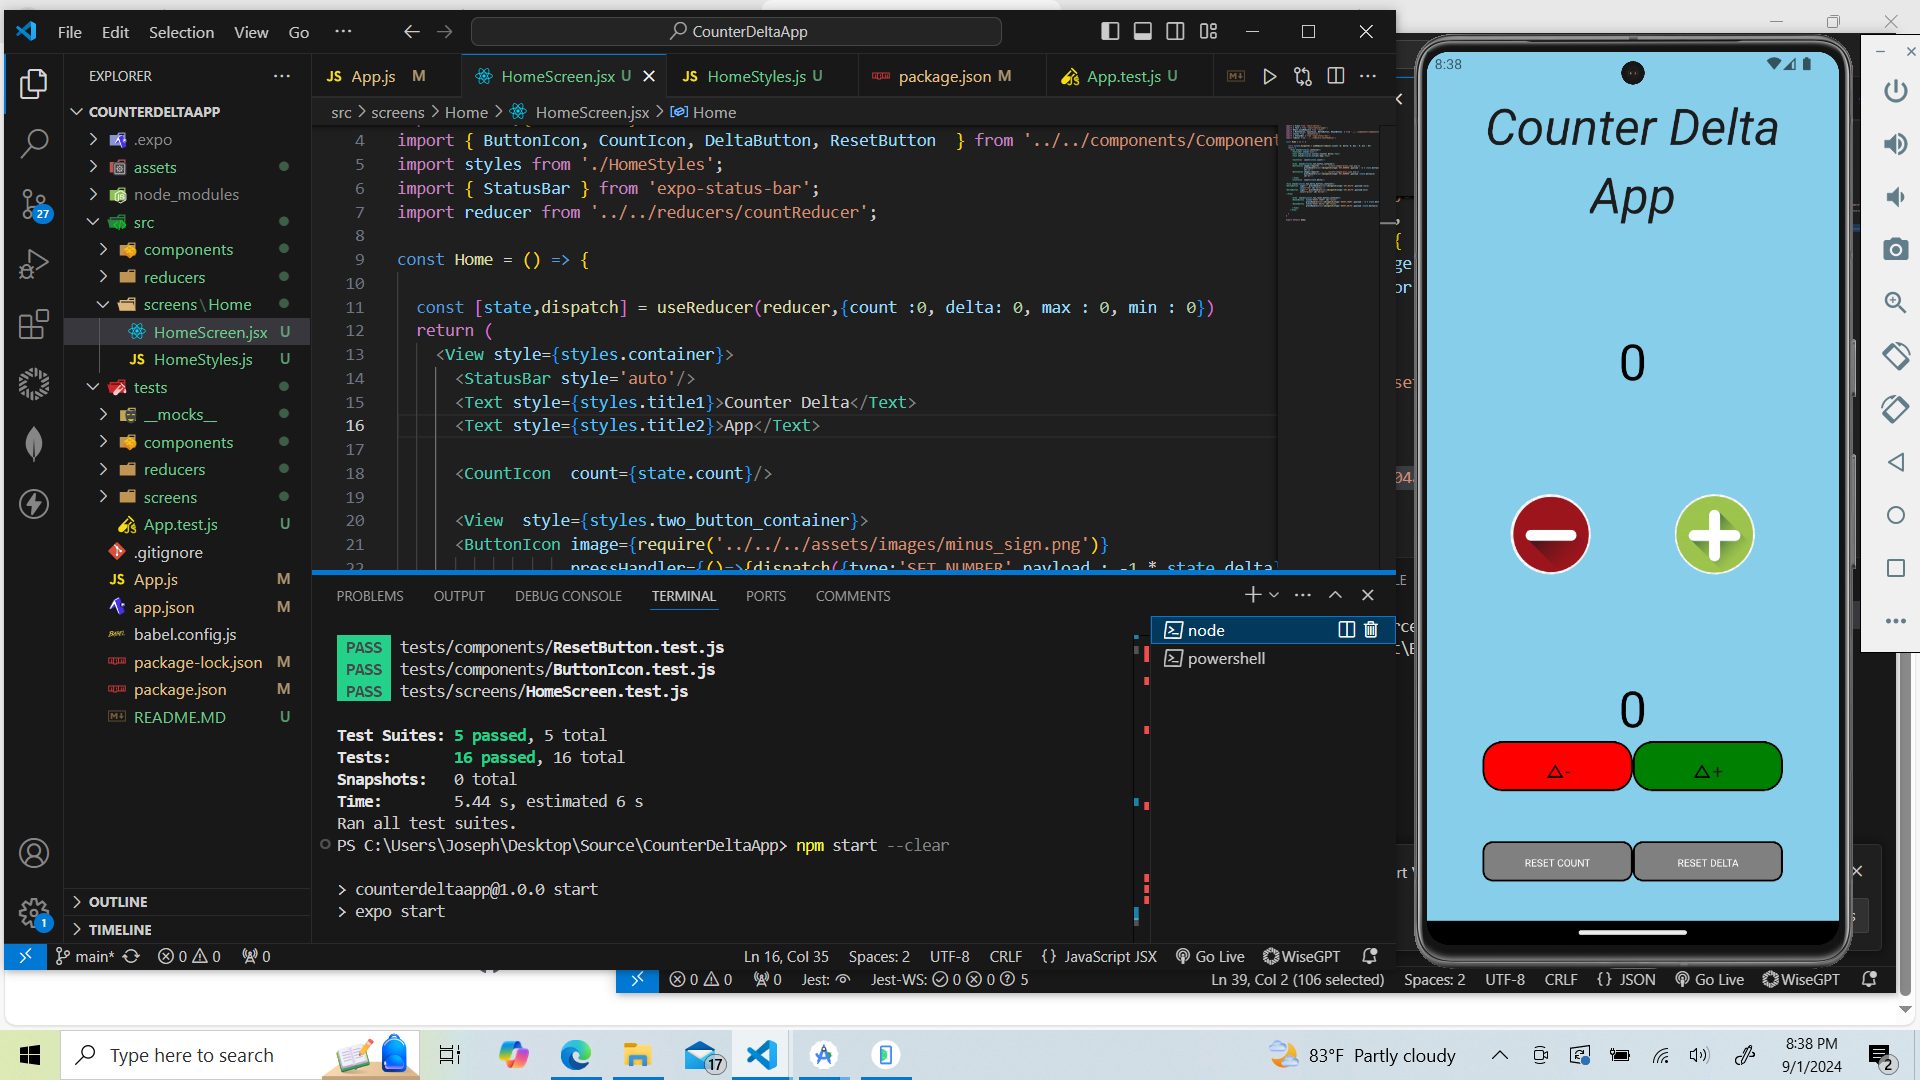 File Edit Selection View Go ··· CounterDeltaApp
EXPLORER
COUNTERDELTAAPP
.expo
assets
node_modules
src
components
reducers
screens\Home
HomeScreen.jsx U
HomeStyles.js U
tests
__mocks__
components
reducers
screens
App.test.js U
.gitignore
App.js M
app.json M
babel.config.js
package-lock.json M
package.json M
README.MD U
OUTLINE
TIMELINE
27
1
App.js M HomeScreen.jsx U HomeStyles.js U package.json M App.test.js U
src > screens > Home > HomeScreen.jsx > Home
4 import { ButtonIcon, CountIcon, DeltaButton, ResetButton } from '../../components/Component
5 import styles from './HomeStyles';
6 import { StatusBar } from 'expo-status-bar';
7 import reducer from '../../reducers/countReducer';
8
9 const Home = () => {
10
11 const [state,dispatch] = useReducer(reducer,{count :0, delta: 0, max : 0, min : 0})
12 return (
13 <View style={styles.container}>
14 <StatusBar style='auto'/>
15 <Text style={styles.title1}>Counter Delta</Text>
16 <Text style={styles.title2}>App</Text>
17
18 <CountIcon count={state.count}/>
19
20 <View style={styles.two_button_container}>
21 <ButtonIcon image={require('../../../assets/images/minus_sign.png')}
22 pressHandler={()=>{dispatch({type:'SET_NUMBER',payload : -1 * state.delta
PROBLEMS OUTPUT DEBUG CONSOLE TERMINAL PORTS COMMENTS
node
powershell
PASS tests/components/ResetButton.test.js
PASS tests/components/ButtonIcon.test.js
PASS tests/screens/HomeScreen.test.js
Test Suites: 5 passed, 5 total
Tests: 16 passed, 16 total
Snapshots: 0 total
Time: 5.44 s, estimated 6 s
Ran all test suites.
PS C:\Users\Joseph\Desktop\Source\CounterDeltaApp> npm start --clear
> counterdeltaapp@1.0.0 start
> expo start
main* 0 0 0 Ln 16, Col 35 Spaces: 2 UTF-8 CRLF {} JavaScript JSX Go Live WiseGPT
0 0 0 Jest: Jest-WS: 0 5 Ln 39, Col 2 (106 selected) Spaces: 2 UTF-8 CRLF {} JSON Go Live WiseGPT
8:38
Counter Delta
App
0
0
△-
△+
RESET COUNT
RESET DELTA
Type here to search
17
83°F Partly cloudy
8:38 PM
9/1/2024
2